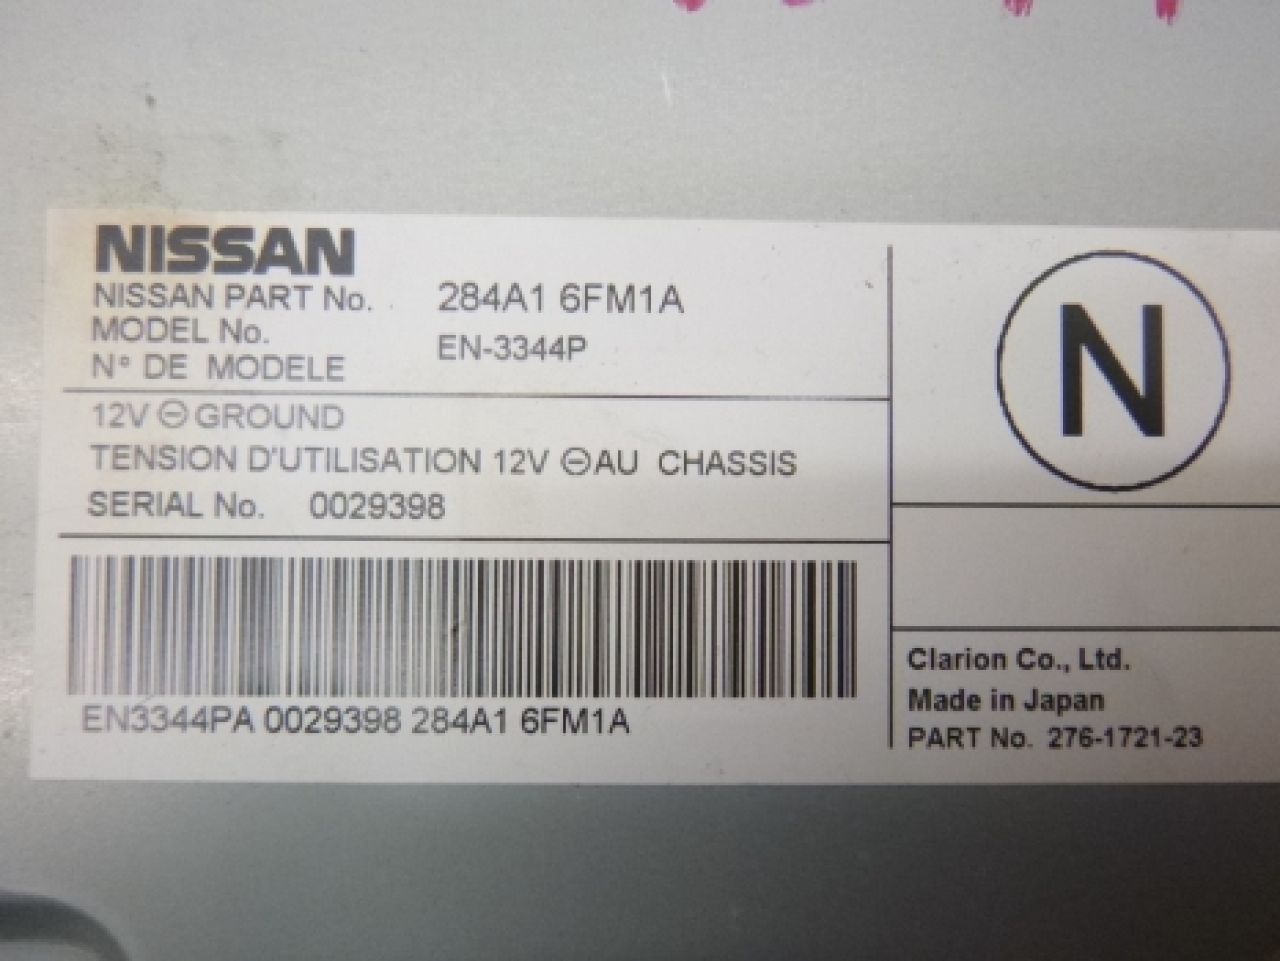 NISSAN
NISSAN PART No. 284A1 6FM1A
MODEL No.
N° DE MODELE EN-3344P
12V ⊖ GROUND
TENSION D'UTILISATION 12V ⊖ AU CHASSIS
SERIAL No. 0029398
EN3344PA 0029398 284A1 6FM1A
N
Clarion Co., Ltd.
Made in Japan
PART No. 276-1721-23